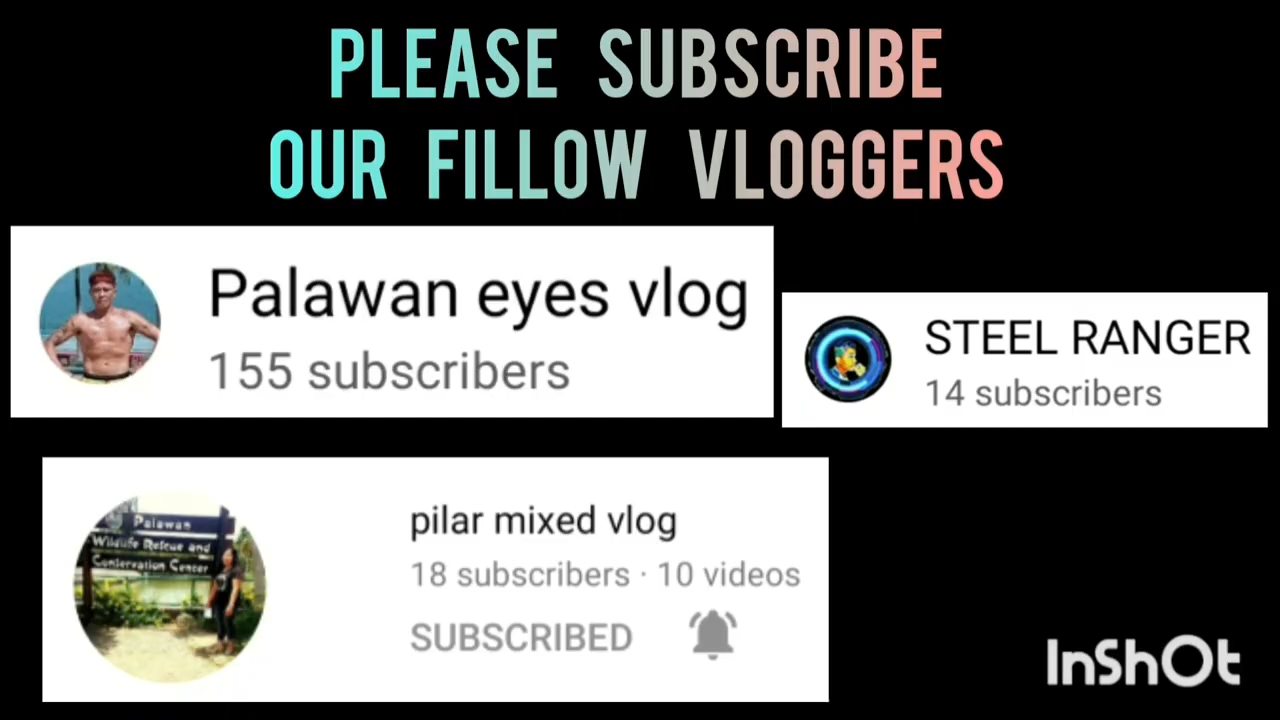 PLEASE SUBSCRIBE
OUR FILLOW VLOGGERS
Palawan eyes vlog
155 subscribers
STEEL RANGER
14 subscribers
Palawan
Wildlife Rescue and
Conservation Center
pilar mixed vlog
18 subscribers · 10 videos
SUBSCRIBED
InShOt